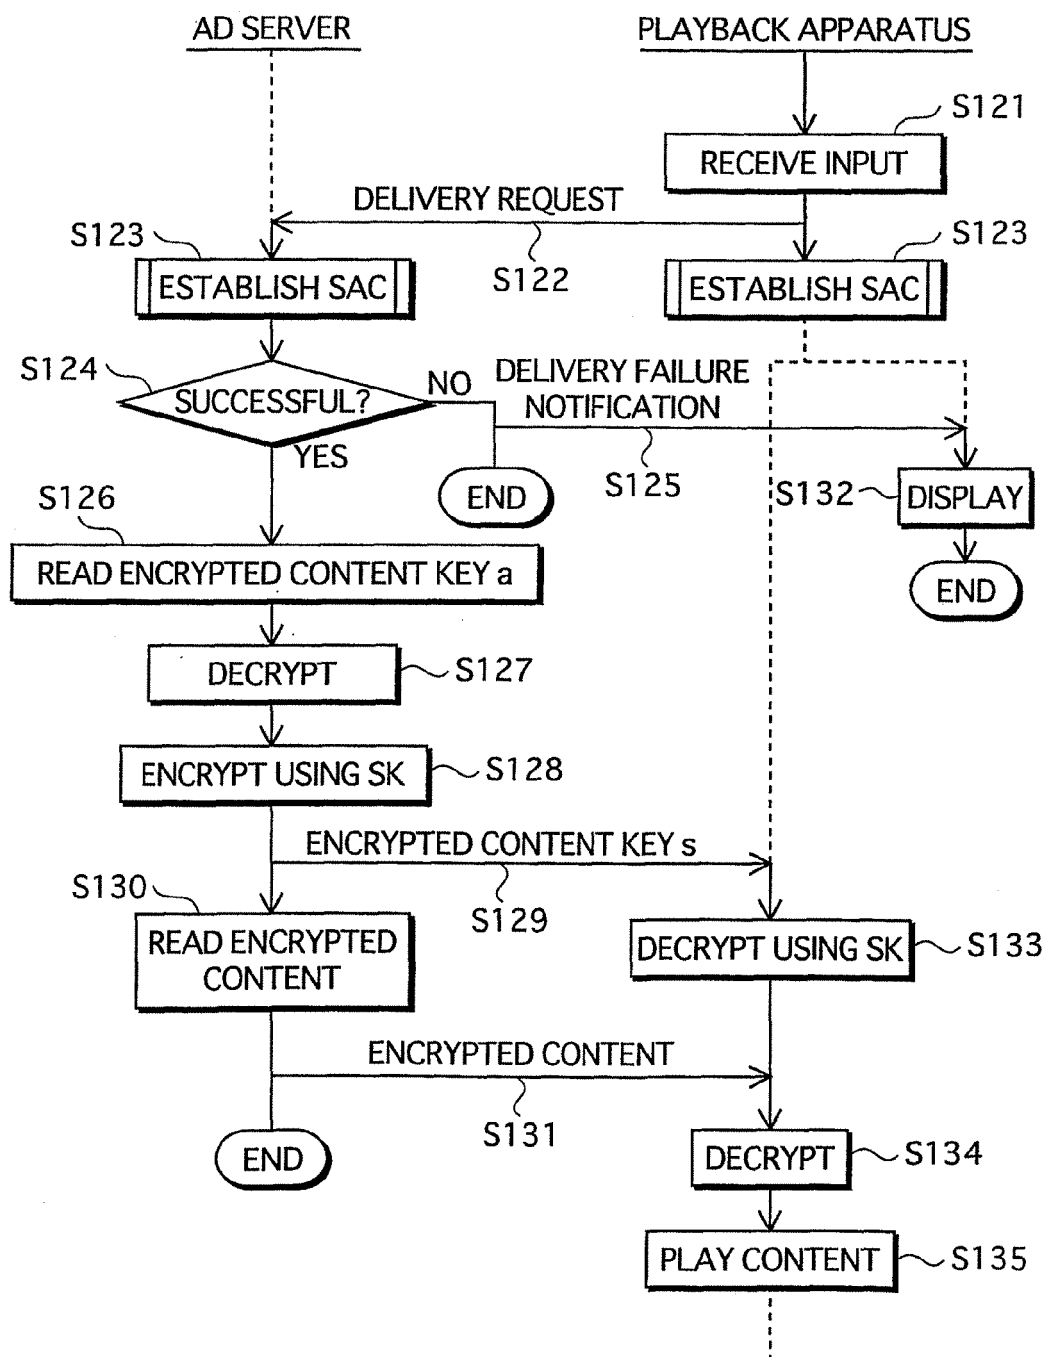 AD SERVER
PLAYBACK APPARATUS
S121
RECEIVE INPUT
DELIVERY REQUEST
S122
S123
S123
ESTABLISH SAC
ESTABLISH SAC
S124
SUCCESSFUL?
NO
YES
DELIVERY FAILURE
NOTIFICATION
S125
END
S132
DISPLAY
END
S126
READ ENCRYPTED CONTENT KEY a
DECRYPT
S127
ENCRYPT USING SK
S128
ENCRYPTED CONTENT KEY s
S129
S130
READ ENCRYPTED
CONTENT
DECRYPT USING SK
S133
ENCRYPTED CONTENT
S131
END
DECRYPT
S134
PLAY CONTENT
S135